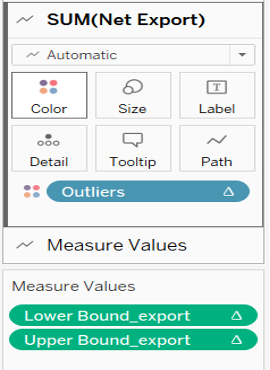 SUM(Net Export)
Automatic
Color Size Label
Detail Tooltip Path
Outliers Δ
Measure Values
Measure Values
Lower Bound_export Δ
Upper Bound_export Δ